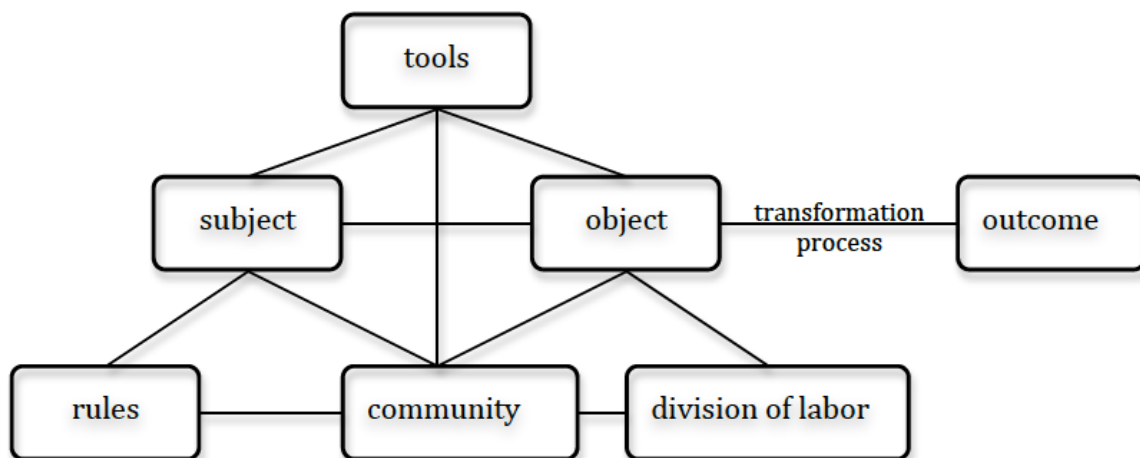 tools
subject
object
transformation
process
outcome
rules
community
division of labor